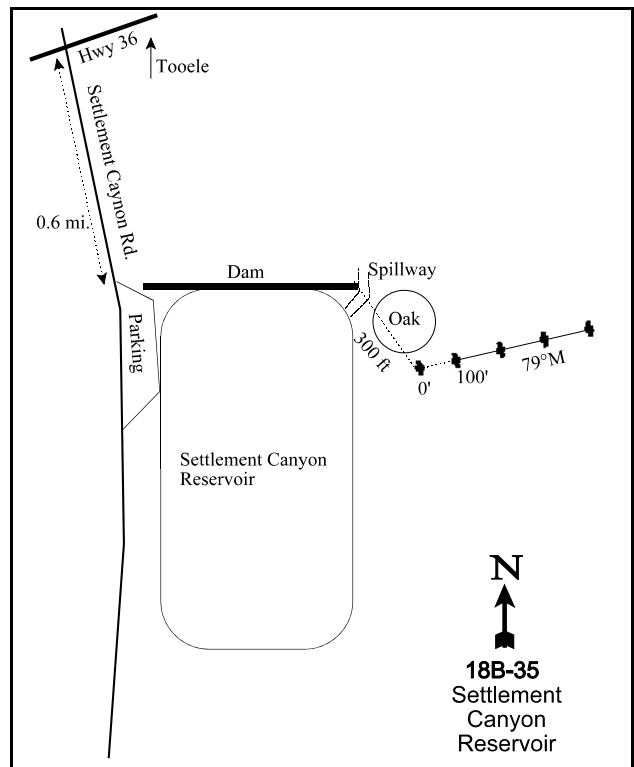 Hwy 36
Tooele
Settlement Caynon Rd.
0.6 mi.
Dam
Spillway
Parking
Oak
300 ft
0'
100'
79°M
Settlement Canyon
Reservoir
N
18B-35
Settlement
Canyon
Reservoir